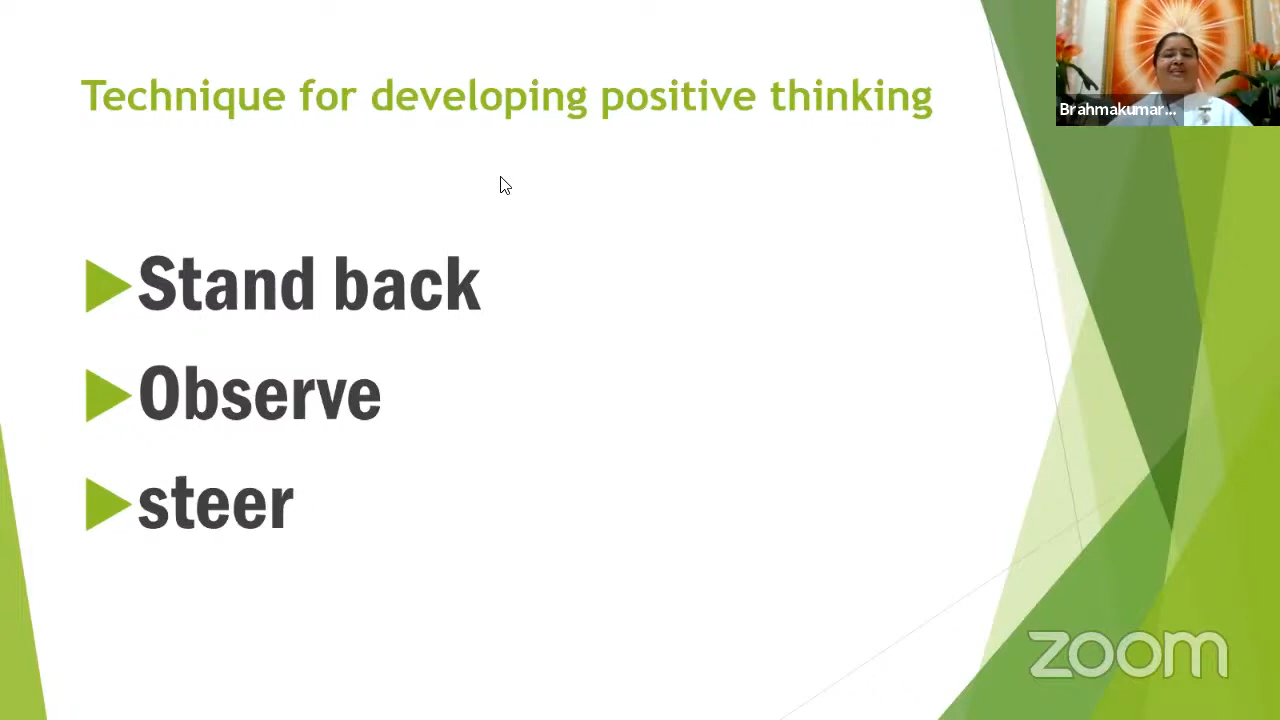 Technique for developing positive thinking
Brahmakumar...
Stand back
Observe
steer
zoom